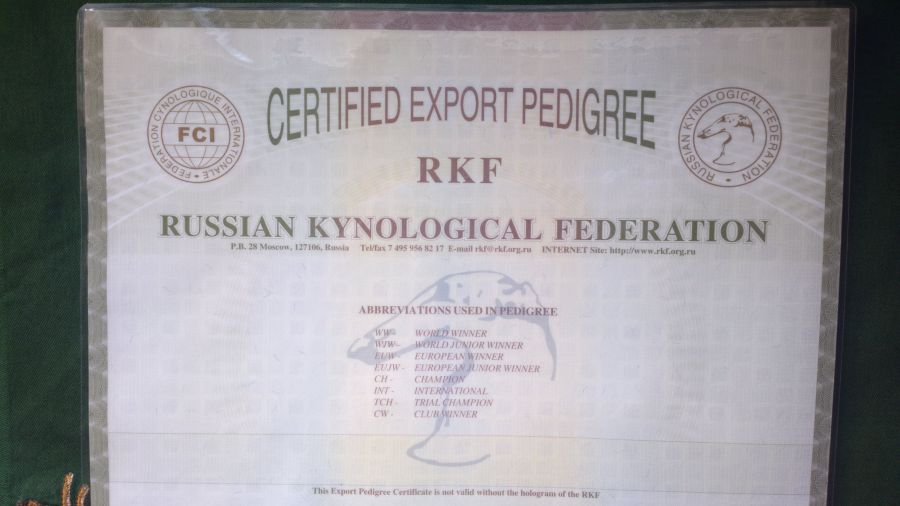 CERTIFIED EXPORT PEDIGREE
FEDERATION CYNOLOGIQUE INTERNATIONALE
FCI
RUSSIAN KYNOLOGICAL FEDERATION
RKF
RUSSIAN KYNOLOGICAL FEDERATION
P.B. 28 Moscow, 127106, Russia Tel/fax 7 495 956 82 17 E-mail rkf@rkf.org.ru INTERNET Site: http://www.rkf.org.ru
ABBREVIATIONS USED IN PEDIGREE
WW - WORLD WINNER
WJW - WORLD JUNIOR WINNER
EUW - EUROPEAN WINNER
EUJW - EUROPEAN JUNIOR WINNER
CH - CHAMPION
INT - INTERNATIONAL
TCH - TRIAL CHAMPION
CW - CLUB WINNER
This Export Pedigree Certificate is not valid without the hologram of the RKF